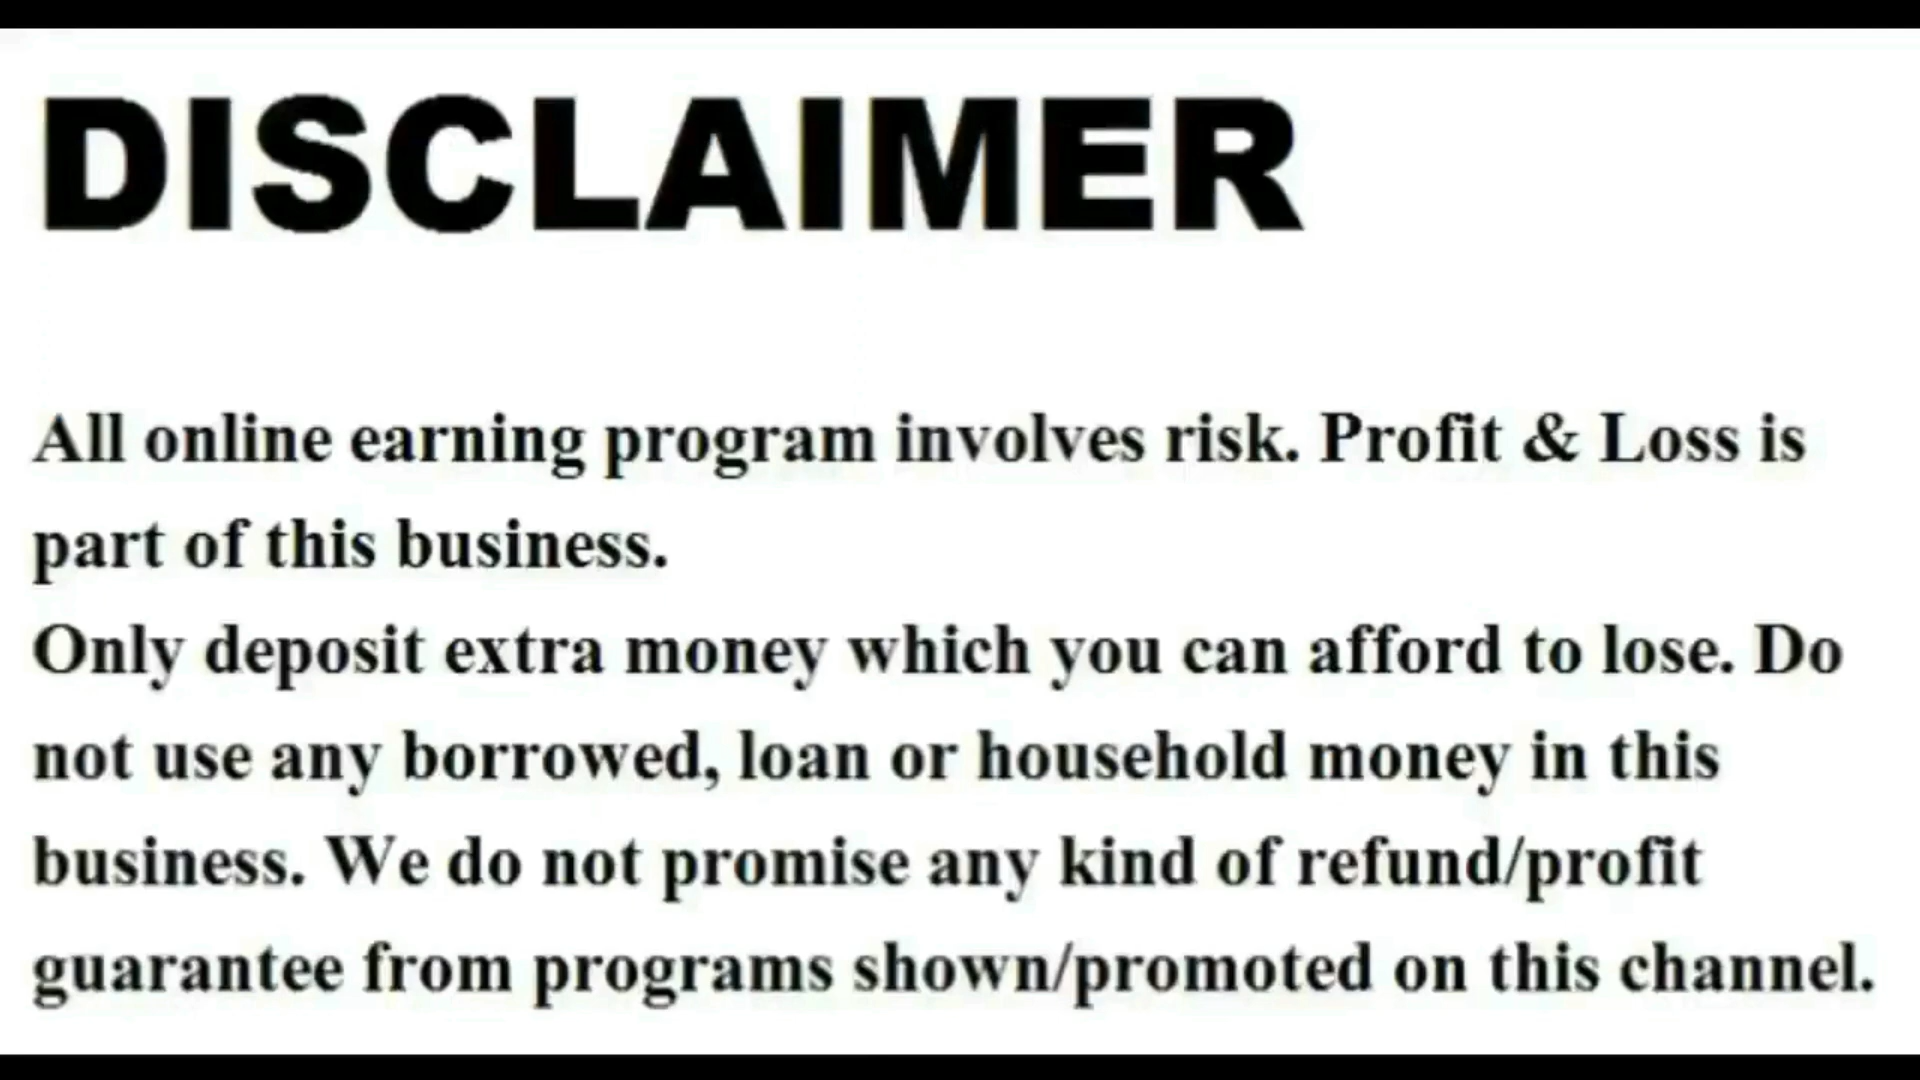 DISCLAIMER
All online earning program involves risk. Profit & Loss is
part of this business.
Only deposit extra money which you can afford to lose. Do
not use any borrowed, loan or household money in this
business. We do not promise any kind of refund/profit
guarantee from programs shown/promoted on this channel.